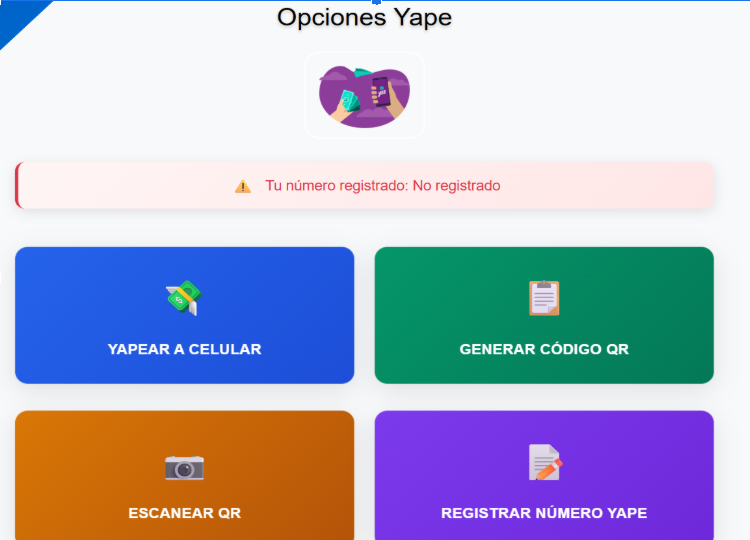 Opciones Yape
Tu número registrado: No registrado
YAPEAR A CELULAR
GENERAR CÓDIGO QR
ESCANEAR QR
REGISTRAR NÚMERO YAPE